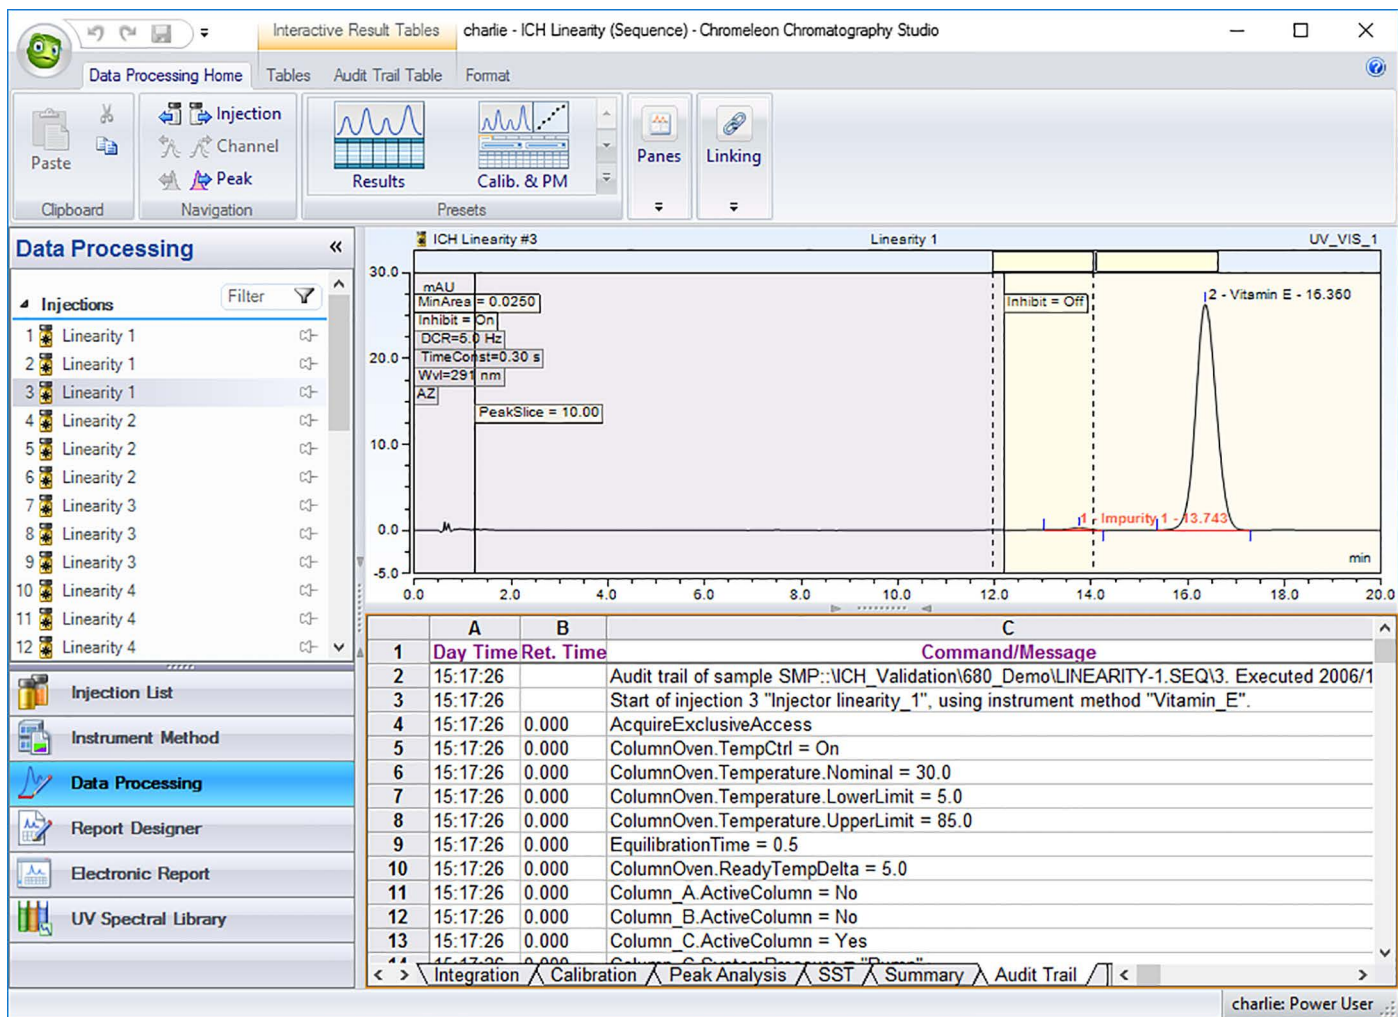 Interactive Result Tables charlie - ICH Linearity (Sequence) - Chromeleon Chromatography Studio
Data Processing Home Tables Audit Trail Table Format
Paste
Clipboard
Injection
Channel
Peak
Navigation
Results
Calib. & PM
Presets
Panes
Linking
Data Processing «
Injections Filter
1 Linearity 1
2 Linearity 1
3 Linearity 1
4 Linearity 2
5 Linearity 2
6 Linearity 2
7 Linearity 3
8 Linearity 3
9 Linearity 3
10 Linearity 4
11 Linearity 4
12 Linearity 4
Injection List
Instrument Method
Data Processing
Report Designer
Electronic Report
UV Spectral Library
ICH Linearity #3 Linearity 1 UV_VIS_1
30.0
20.0
10.0
0.0
-5.0
mAU
MinArea = 0.0250
Inhibit = On
DCR=5.0 Hz
TimeConst=0.30 s
Wvl=291 nm
AZ
PeakSlice = 10.00
Inhibit = Off
2 - Vitamin E - 16.360
1 - Impurity 1 - 13.743
min
0.0 2.0 4.0 6.0 8.0 10.0 12.0 14.0 16.0 18.0 20.0
A B C
1 Day Time Ret. Time Command/Message
2 15:17:26 Audit trail of sample SMP::\ICH_Validation\680_Demo\LINEARITY-1.SEQ\3. Executed 2006/1
3 15:17:26 Start of injection 3 "Injector linearity_1", using instrument method "Vitamin_E".
4 15:17:26 0.000 AcquireExclusiveAccess
5 15:17:26 0.000 ColumnOven.TempCtrl = On
6 15:17:26 0.000 ColumnOven.Temperature.Nominal = 30.0
7 15:17:26 0.000 ColumnOven.Temperature.LowerLimit = 5.0
8 15:17:26 0.000 ColumnOven.Temperature.UpperLimit = 85.0
9 15:17:26 0.000 EquilibrationTime = 0.5
10 15:17:26 0.000 ColumnOven.ReadyTempDelta = 5.0
11 15:17:26 0.000 Column_A.ActiveColumn = No
12 15:17:26 0.000 Column_B.ActiveColumn = No
13 15:17:26 0.000 Column_C.ActiveColumn = Yes
Integration Calibration Peak Analysis SST Summary Audit Trail
charlie: Power User